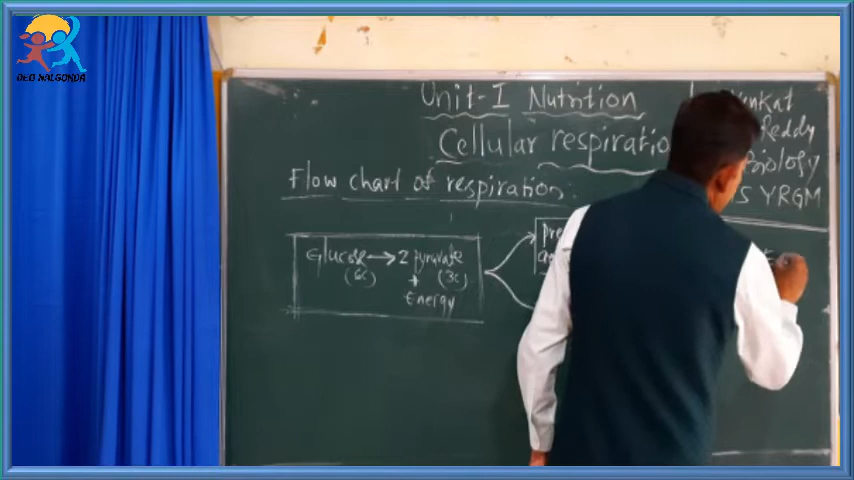 DEO NALGONDA
Unit-I Nutrition
Cellular respiratio
Reddy
Biology
YRGM
Flow chart of respiration:
Glucose → 2 pyruvate
(6c) + (3c)
Energy
pre